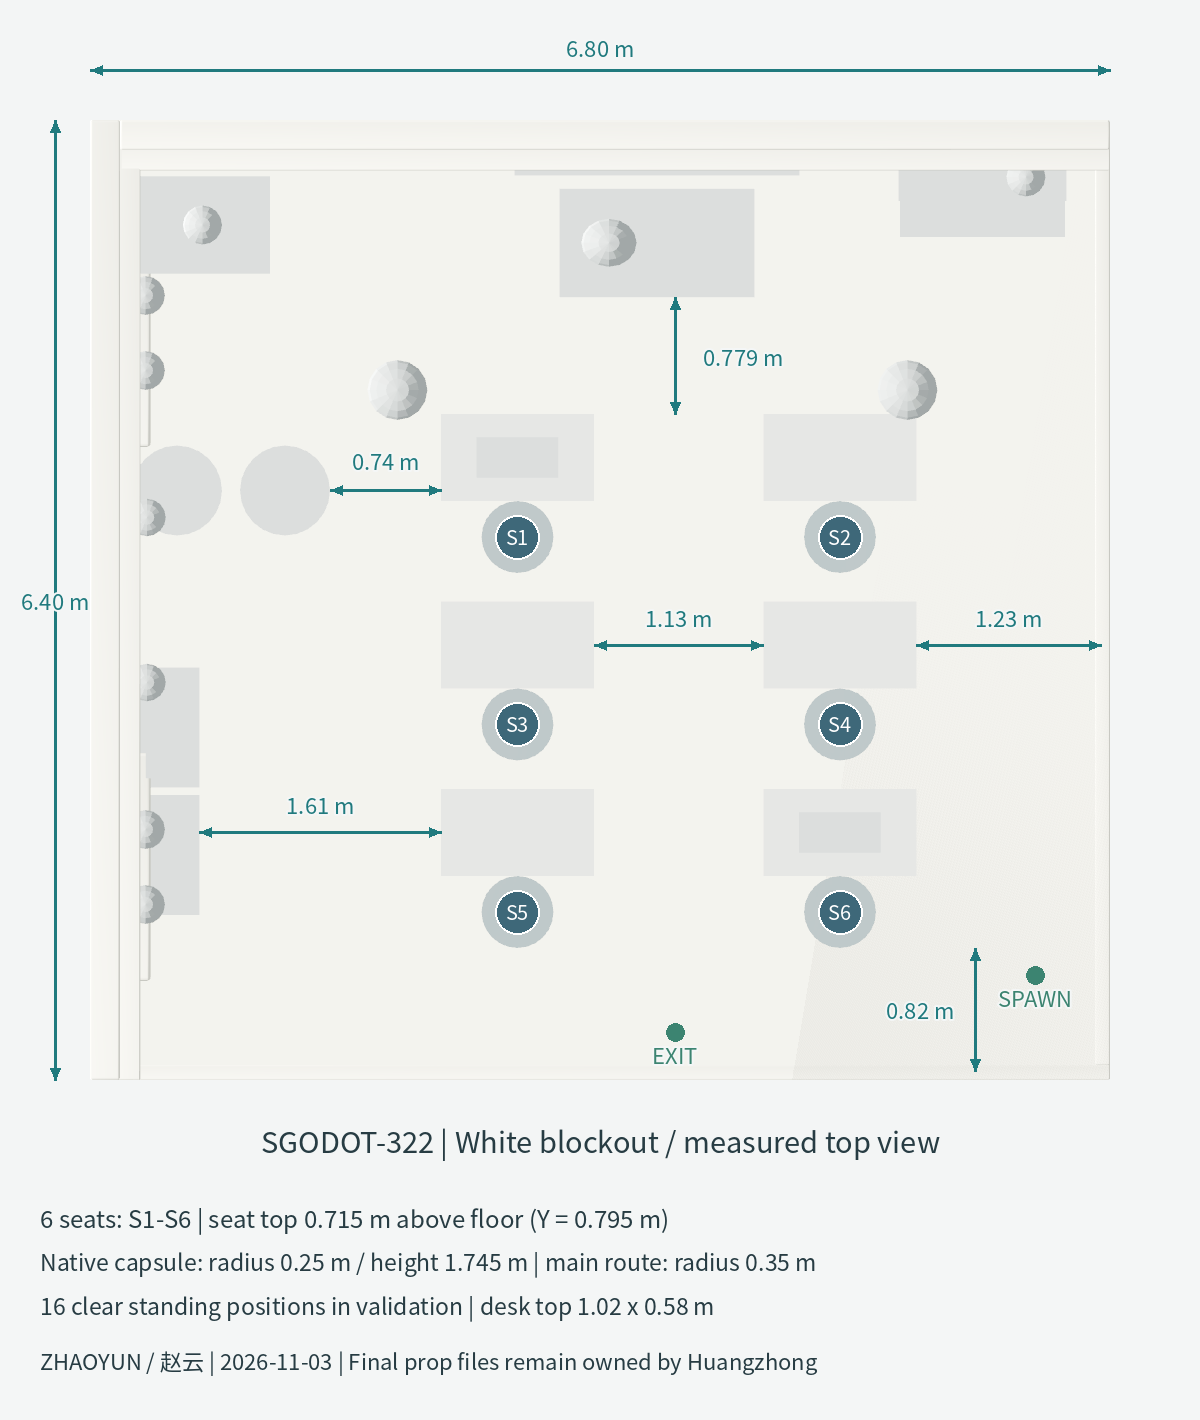 6.80 m
0.779 m
0.74 m
S1
S2
6.40 m
1.13 m
1.23 m
S3
S4
1.61 m
S5
S6
SPAWN
0.82 m
EXIT
SGODOT-322 | White blockout / measured top view
6 seats: S1-S6 | seat top 0.715 m above floor (Y = 0.795 m)
Native capsule: radius 0.25 m / height 1.745 m | main route: radius 0.35 m
16 clear standing positions in validation | desk top 1.02 x 0.58 m
ZHAOYUN / 赵云 | 2026-11-03 | Final prop files remain owned by Huangzhong